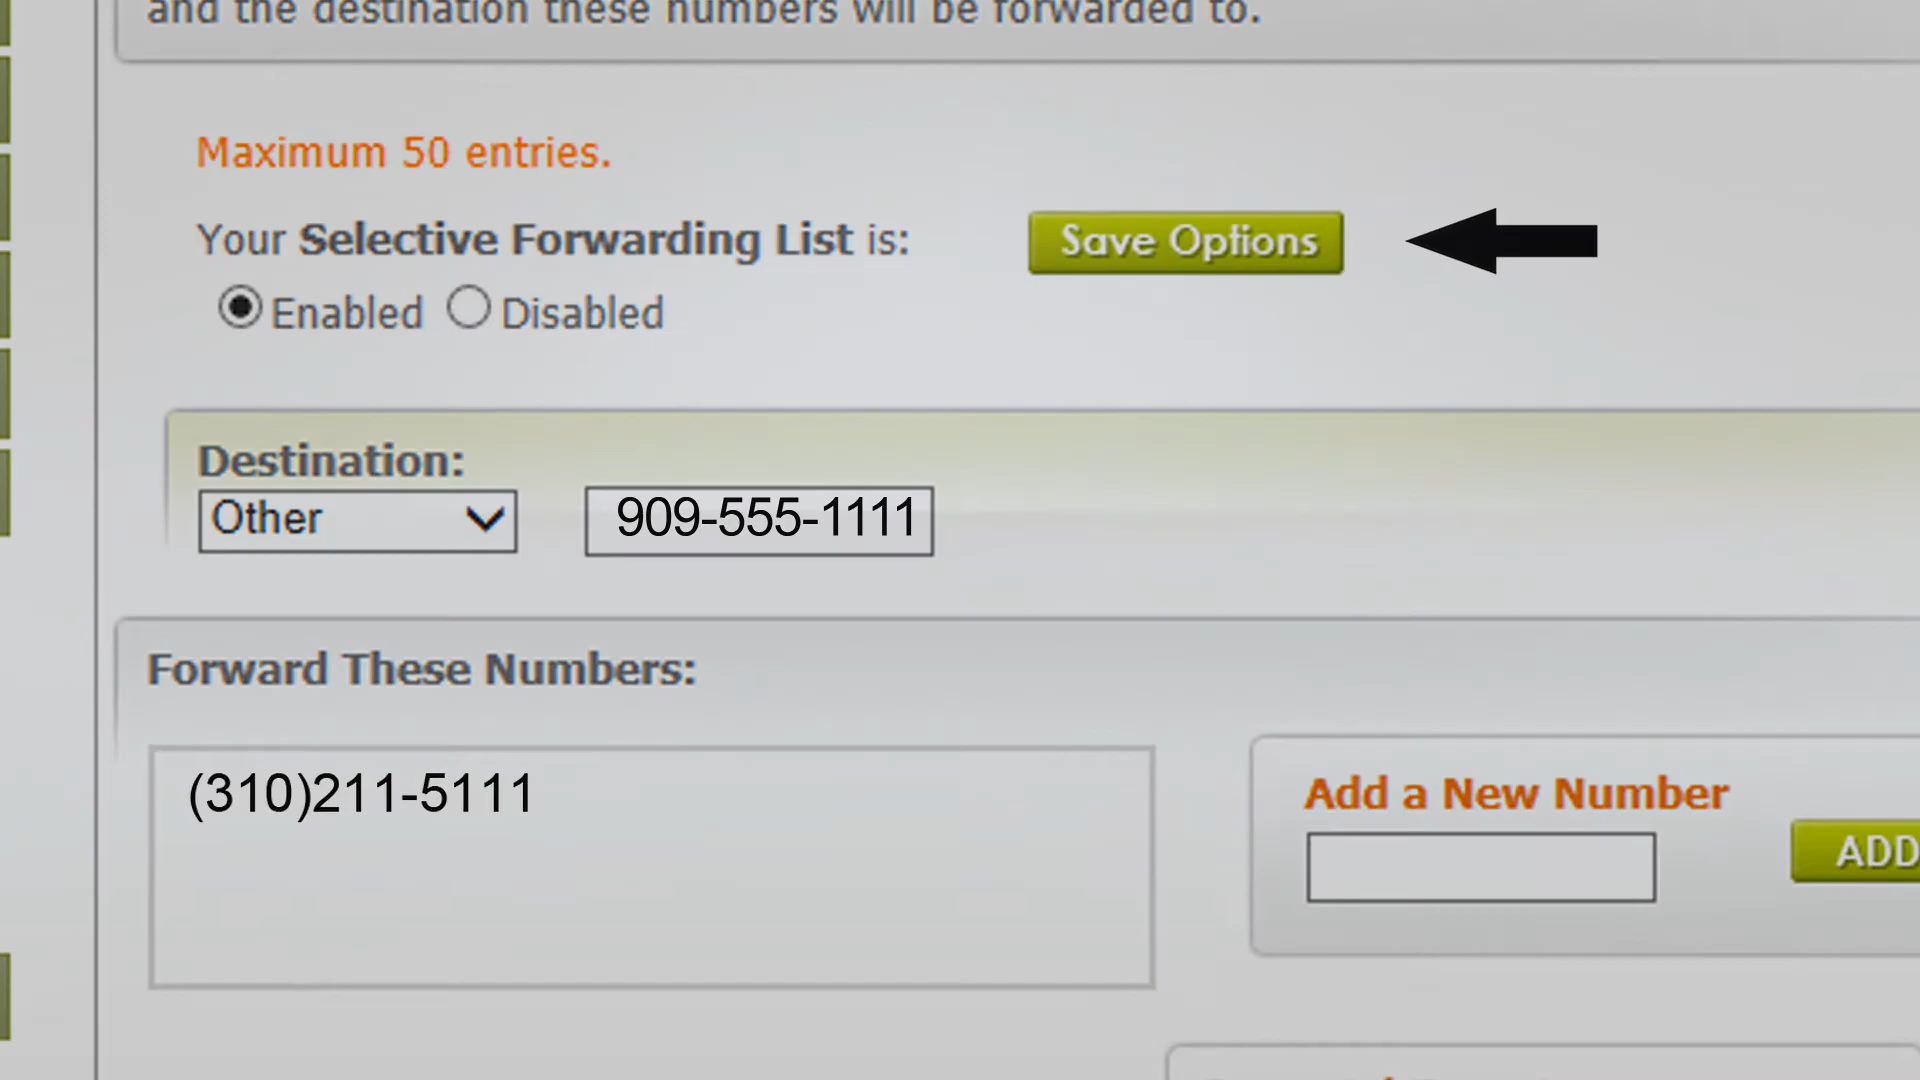 and the destination these numbers will be forwarded to.
Maximum 50 entries.
Your Selective Forwarding List is:
Save Options
Enabled Disabled
Destination:
Other
909-555-1111
Forward These Numbers:
(310)211-5111
Add a New Number
ADD